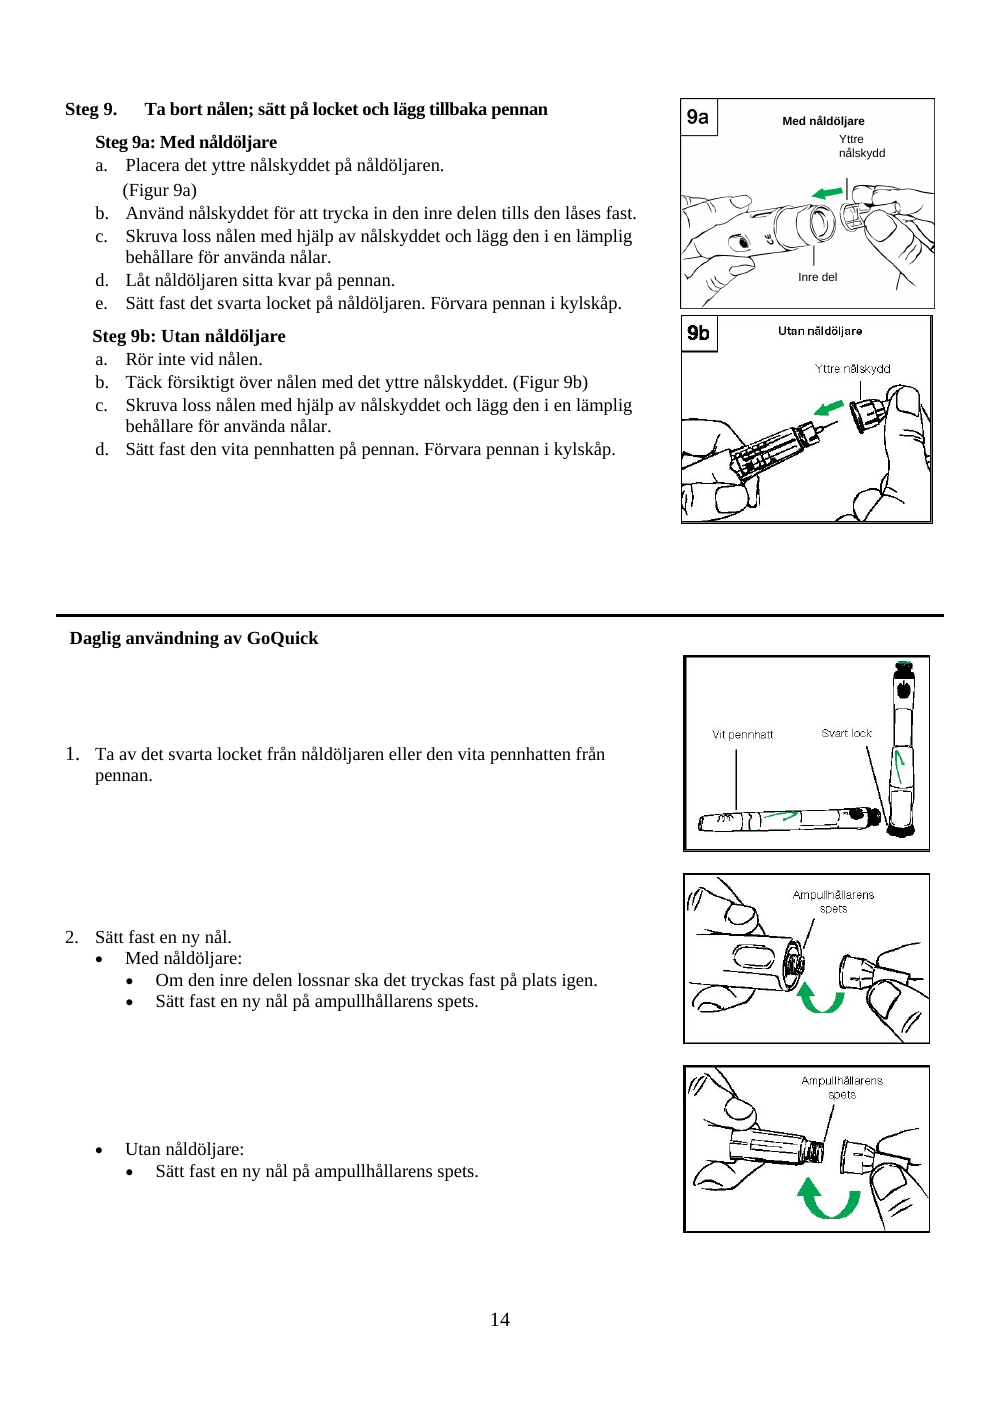 Steg 9. Ta bort nålen; sätt på locket och lägg tillbaka pennan
Steg 9a: Med nåldöljare
a. Placera det yttre nålskyddet på nåldöljaren.
(Figur 9a)
b. Använd nålskyddet för att trycka in den inre delen tills den låses fast.
c. Skruva loss nålen med hjälp av nålskyddet och lägg den i en lämplig
behållare för använda nålar.
d. Låt nåldöljaren sitta kvar på pennan.
e. Sätt fast det svarta locket på nåldöljaren. Förvara pennan i kylskåp.
9a
Med nåldöljare
Yttre
nålskydd
CE
Inre del
Steg 9b: Utan nåldöljare
a. Rör inte vid nålen.
b. Täck försiktigt över nålen med det yttre nålskyddet. (Figur 9b)
c. Skruva loss nålen med hjälp av nålskyddet och lägg den i en lämplig
behållare för använda nålar.
d. Sätt fast den vita pennhatten på pennan. Förvara pennan i kylskåp.
9b
Utan nåldöljare
Yttre nålskydd
Daglig användning av GoQuick
1. Ta av det svarta locket från nåldöljaren eller den vita pennhatten från
pennan.
Vit pennhatt
Svart lock
2. Sätt fast en ny nål.
• Med nåldöljare:
• Om den inre delen lossnar ska det tryckas fast på plats igen.
• Sätt fast en ny nål på ampullhållarens spets.
Ampullhållarens
spets
• Utan nåldöljare:
• Sätt fast en ny nål på ampullhållarens spets.
Ampullhållarens
spets
14